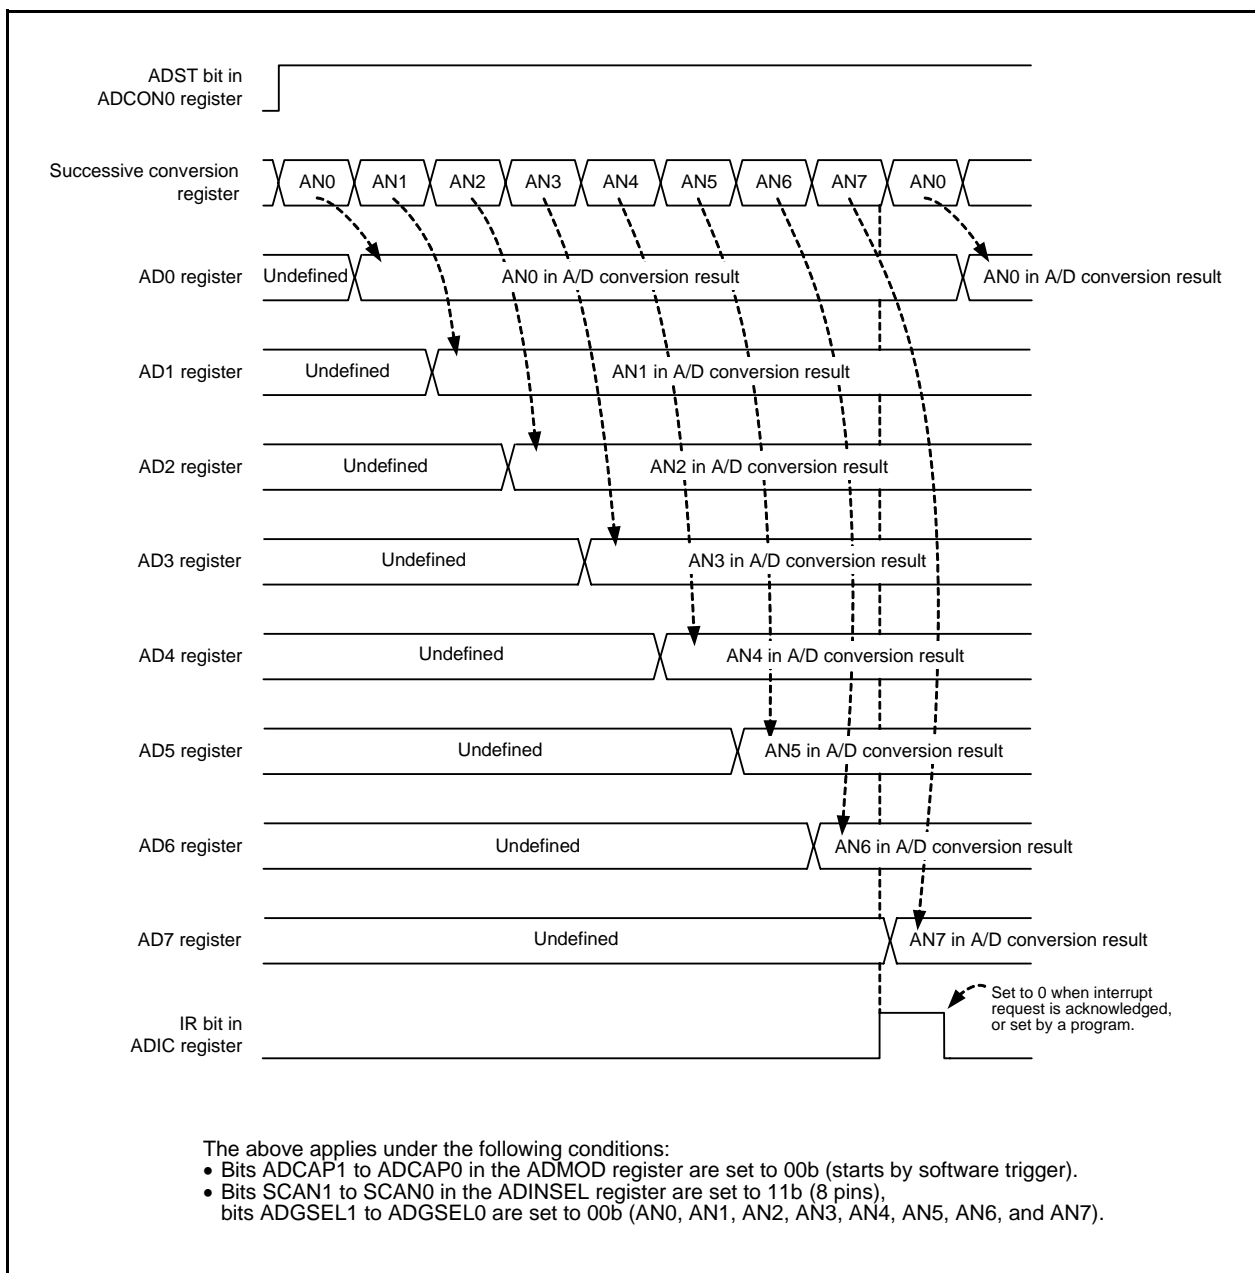 ADST bit in
ADCON0 register
Successive conversion
register
AN0 AN1 AN2 AN3 AN4 AN5 AN6 AN7 AN0
AD0 register
Undefined AN0 in A/D conversion result AN0 in A/D conversion result
AD1 register
Undefined AN1 in A/D conversion result
AD2 register
Undefined AN2 in A/D conversion result
AD3 register
Undefined AN3 in A/D conversion result
AD4 register
Undefined AN4 in A/D conversion result
AD5 register
Undefined AN5 in A/D conversion result
AD6 register
Undefined AN6 in A/D conversion result
AD7 register
Undefined AN7 in A/D conversion result
IR bit in
ADIC register
Set to 0 when interrupt
request is acknowledged,
or set by a program.
The above applies under the following conditions:
• Bits ADCAP1 to ADCAP0 in the ADMOD register are set to 00b (starts by software trigger).
• Bits SCAN1 to SCAN0 in the ADINSEL register are set to 11b (8 pins),
bits ADGSEL1 to ADGSEL0 are set to 00b (AN0, AN1, AN2, AN3, AN4, AN5, AN6, and AN7).